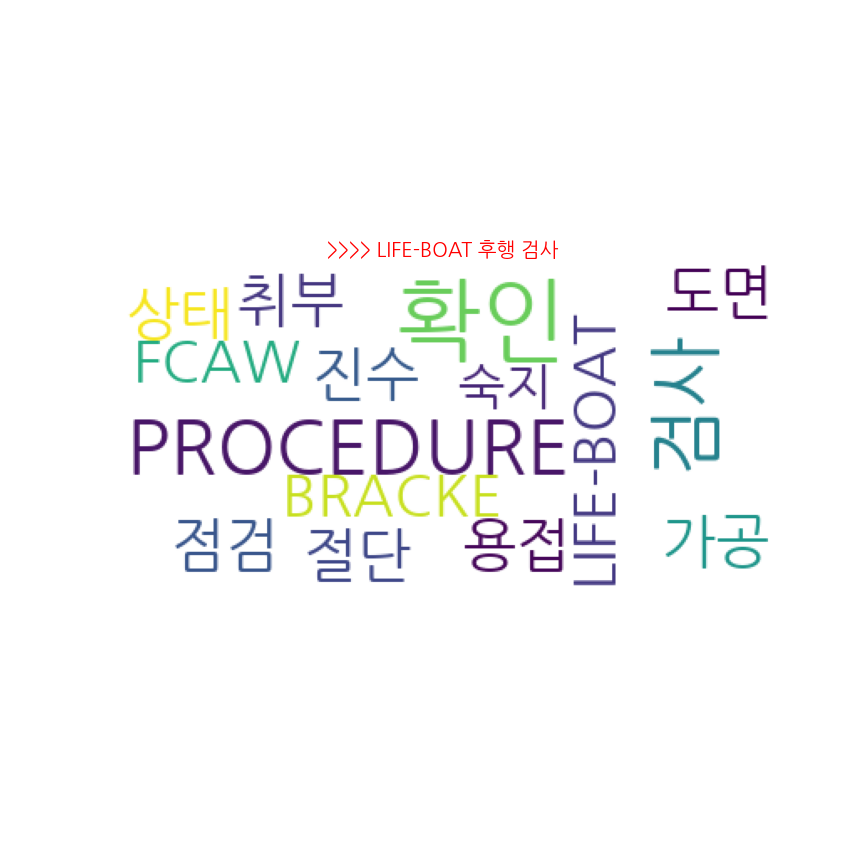 >>>> LIFE-BOAT 후행 검사
상태
취부
확인
도면
FCAW
진수
숙지
LIFE-BOAT
검사
PROCEDURE
BRACKE
점검
절단
용접
가공